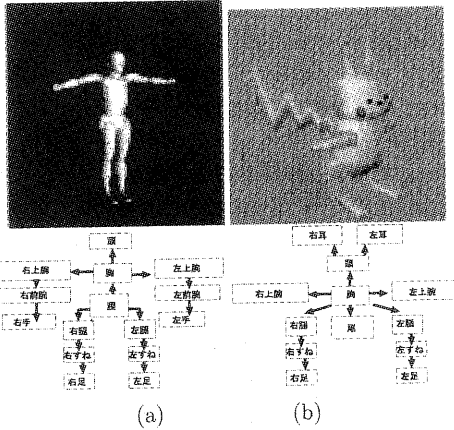 頭
右上腕 胸 左上腕
右前腕 左前腕
腰
右手 左手
右腿 左腿
右すね 左すね
右足 左足
(a)
右耳 左耳
頭
右上腕 胸 左上腕
右腿 尾 左腿
右すね 左すね
右足 左足
(b)